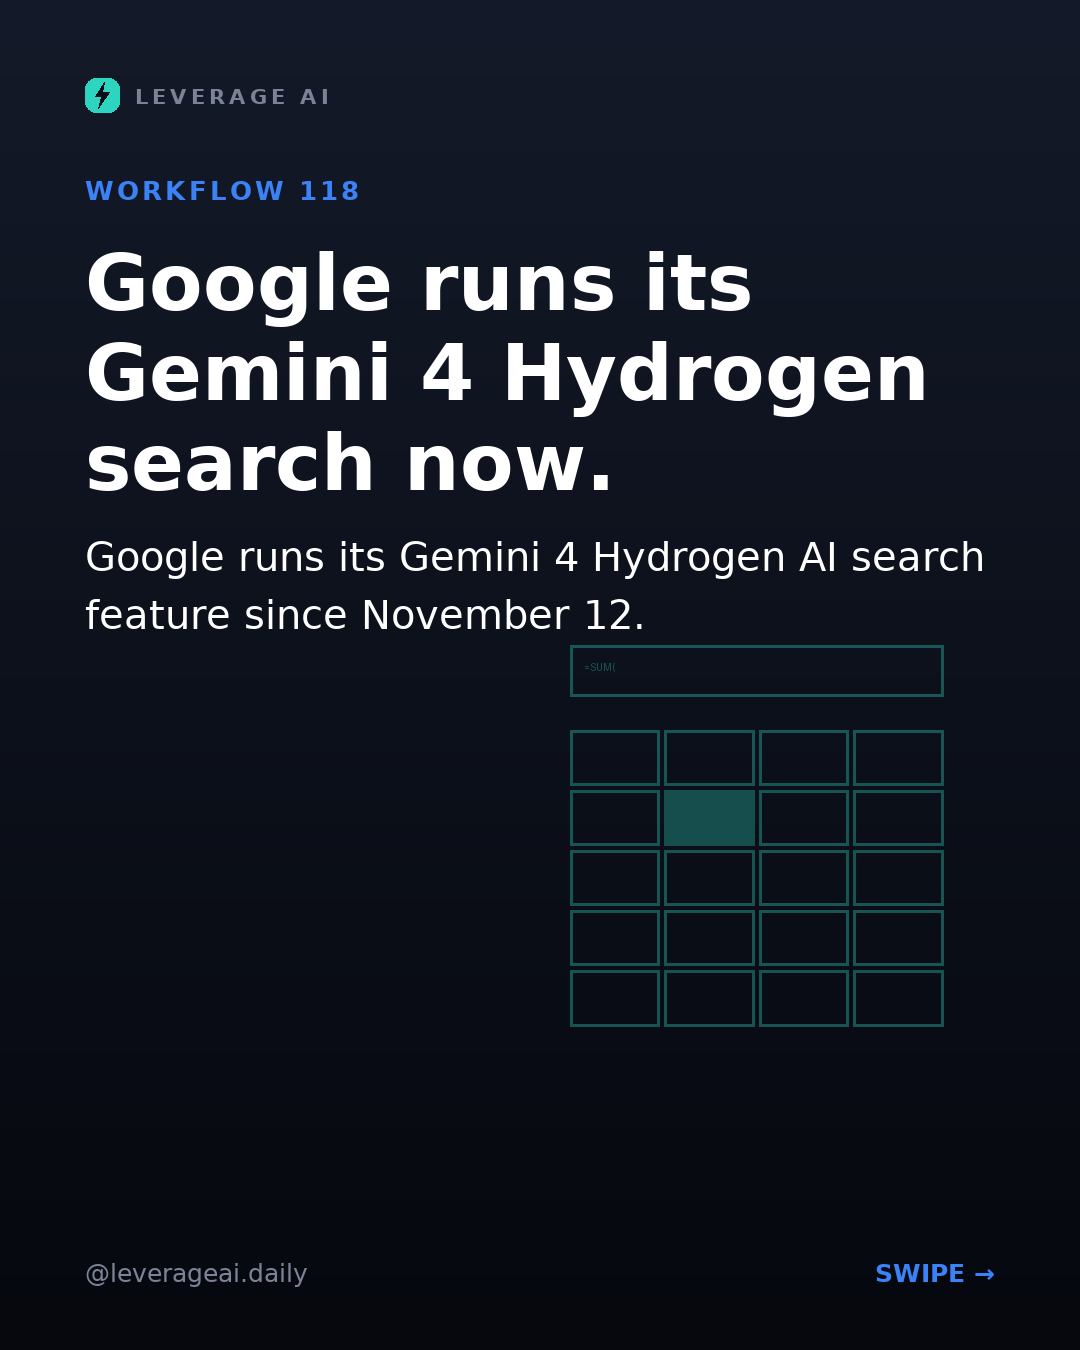 LEVERAGE AI
WORKFLOW 118
Google runs its
Gemini 4 Hydrogen
search now.
Google runs its Gemini 4 Hydrogen AI search
feature since November 12.
=SUM(
@leverageai.daily
SWIPE →